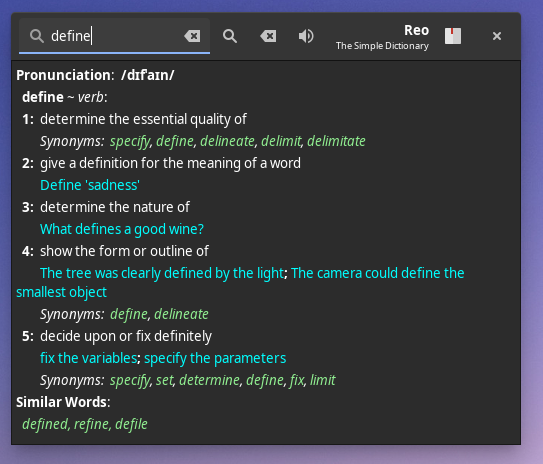 define
Reo
The Simple Dictionary
Pronunciation: /dɪfˈaɪn/
define ~ verb:
1: determine the essential quality of
Synonyms: specify, define, delineate, delimit, delimitate
2: give a definition for the meaning of a word
Define 'sadness'
3: determine the nature of
What defines a good wine?
4: show the form or outline of
The tree was clearly defined by the light; The camera could define the
smallest object
Synonyms: define, delineate
5: decide upon or fix definitely
fix the variables; specify the parameters
Synonyms: specify, set, determine, define, fix, limit
Similar Words:
defined, refine, defile